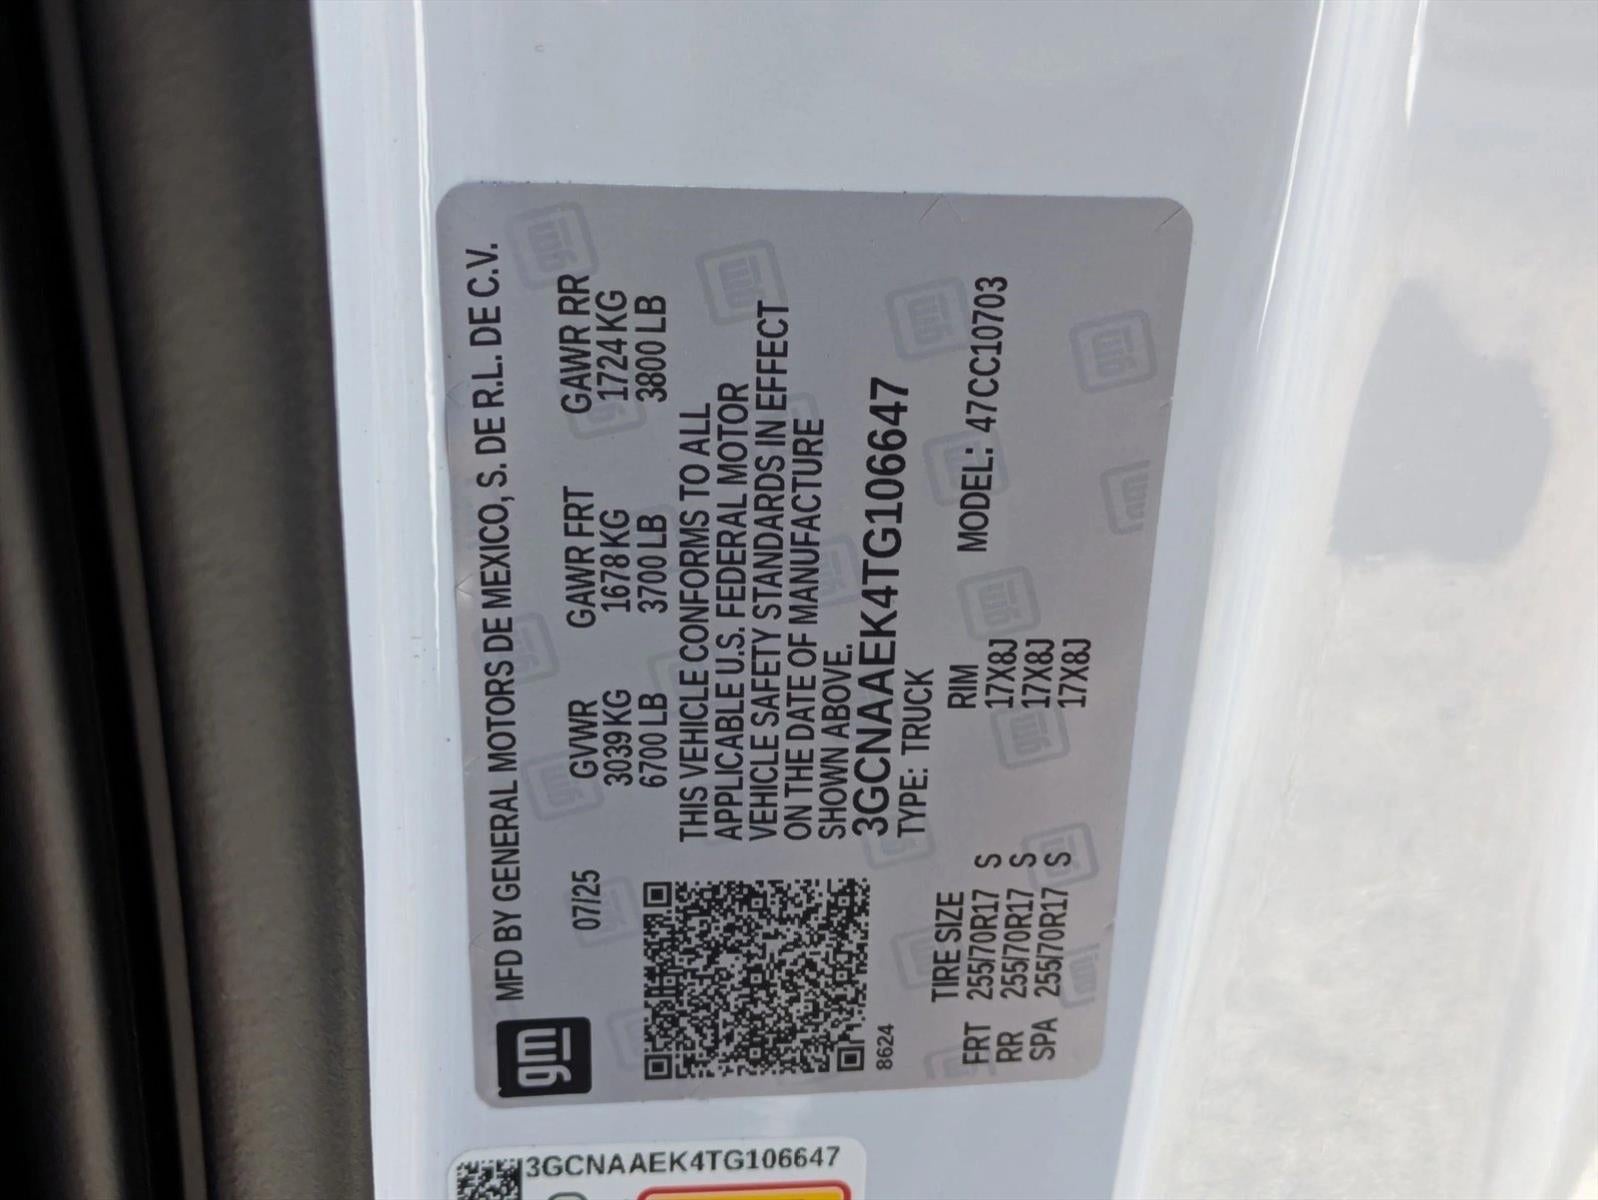 gm
MFD BY GENERAL MOTORS DE MEXICO, S. DE R.L. DE C.V.
07/25 GVWR GAWR FRT GAWR RR
3039 KG 1678 KG 1724 KG
6700 LB 3700 LB 3800 LB
THIS VEHICLE CONFORMS TO ALL
APPLICABLE U.S. FEDERAL MOTOR
VEHICLE SAFETY STANDARDS IN EFFECT
ON THE DATE OF MANUFACTURE
SHOWN ABOVE.
3GCNAAEK4TG106647
8624 TYPE: TRUCK
TIRE SIZE RIM MODEL: 47CC10703
FRT 255/70R17 S 17X8J
RR 255/70R17 S 17X8J
SPA 255/70R17 S 17X8J
3GCNAAEK4TG106647